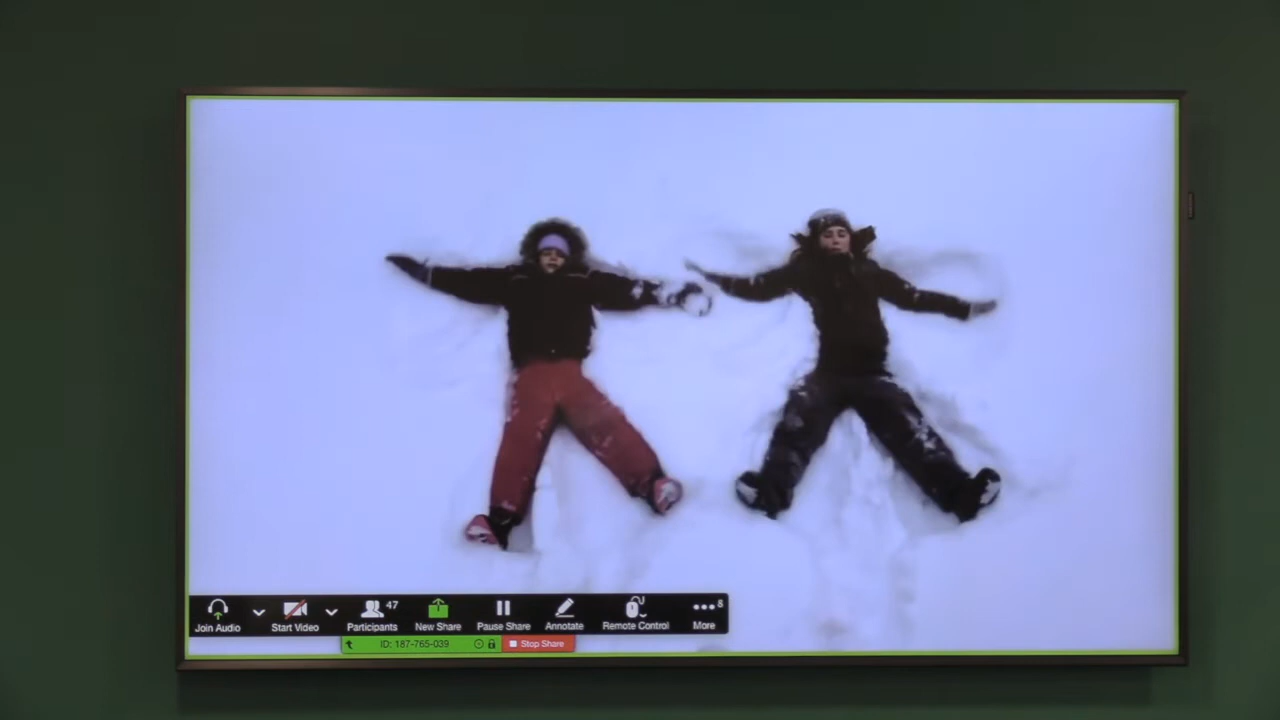 Join Audio Start Video Participants 47 New Share Pause Share Annotate Remote Control More 8
ID: 187-765-039 Stop Share